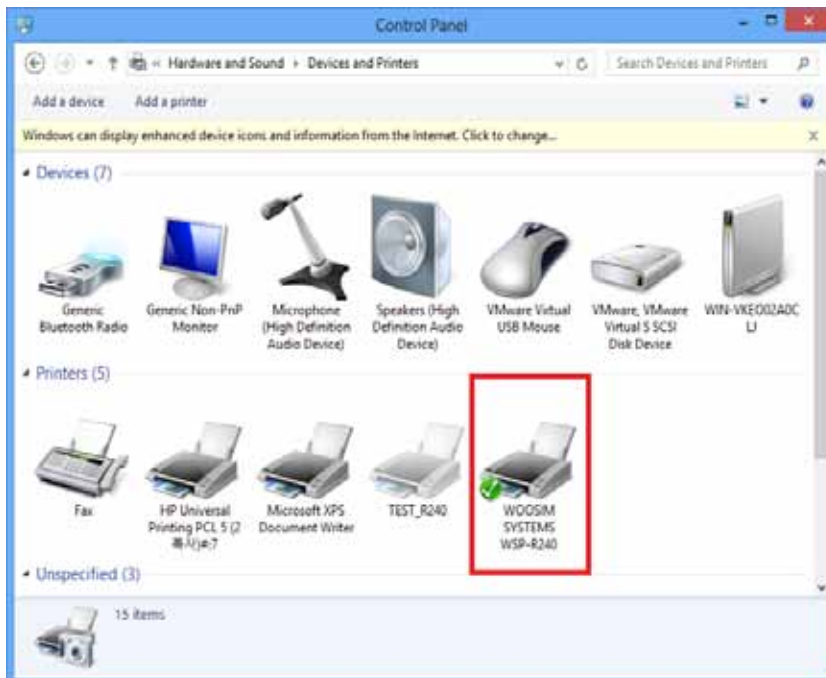 Control Panel
« Hardware and Sound ▸ Devices and Printers
Search Devices and Printers
Add a device Add a printer
Windows can display enhanced device icons and information from the Internet. Click to change...
Devices (7)
Generic
Bluetooth Radio
Generic Non-PnP
Monitor
Microphone
(High Definition
Audio Device)
Speakers (High
Definition Audio
Device)
VMware Virtual
USB Mouse
VMware, VMware
Virtual S SCSI
Disk Device
WIN-VKEO02A0C
LJ
Printers (5)
Fax
HP Universal
Printing PCL 5 (2
Microsoft XPS
Document Writer
TEST_R240
WOOSIM
SYSTEMS
WSP-R240
Unspecified (3)
15 items